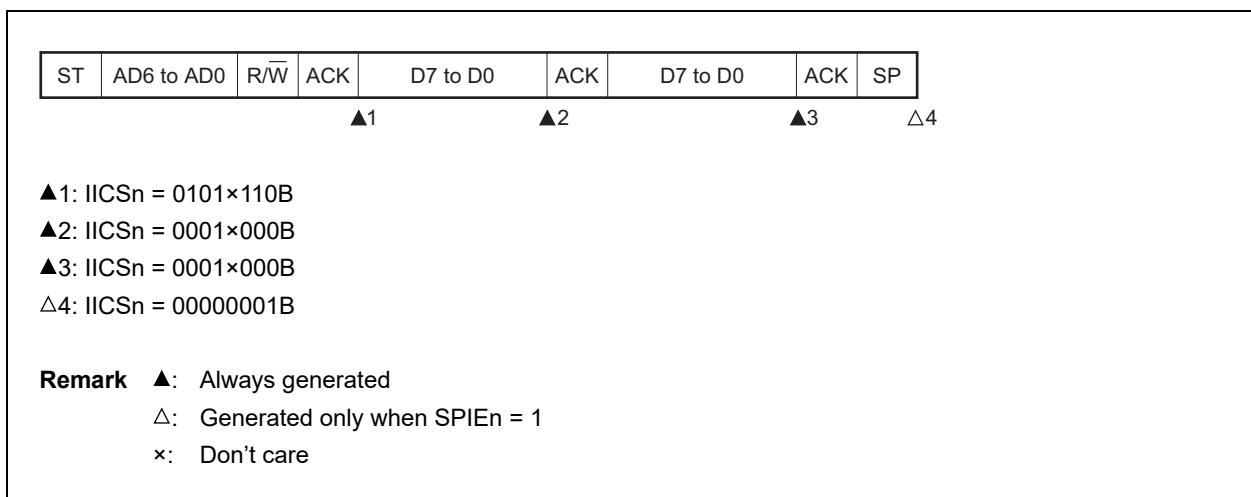 ST AD6 to AD0 R/W̅ ACK D7 to D0 ACK D7 to D0 ACK SP
▲1 ▲2 ▲3 △4
▲1: IICSn = 0101×110B
▲2: IICSn = 0001×000B
▲3: IICSn = 0001×000B
△4: IICSn = 00000001B
Remark ▲: Always generated
△: Generated only when SPIEn = 1
×: Don’t care